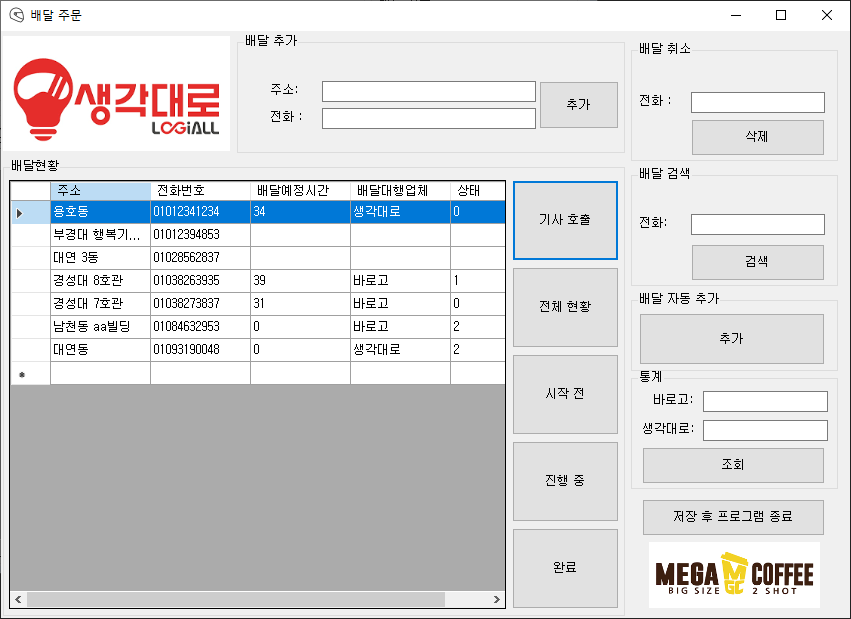 배달 주문
생각대로
LOGiALL
배달 추가
주소:
전화 :
추가
배달 취소
전화 :
삭제
배달현황
주소 전화번호 배달예정시간 배달대행업체 상태
용호동 01012341234 34 생각대로 0
부경대 행복기... 01012394853
대연 3동 01028562837
경성대 8호관 01038263935 39 바로고 1
경성대 7호관 01038273837 31 바로고 0
남천동 aa빌딩 01084632953 0 바로고 2
대연동 01093190048 0 생각대로 2
기사 호출
전체 현황
시작 전
진행 중
완료
배달 검색
전화:
검색
배달 자동 추가
추가
통계
바로고:
생각대로:
조회
저장 후 프로그램 종료
MEGA MGC COFFEE
BIG SIZE 2 SHOT